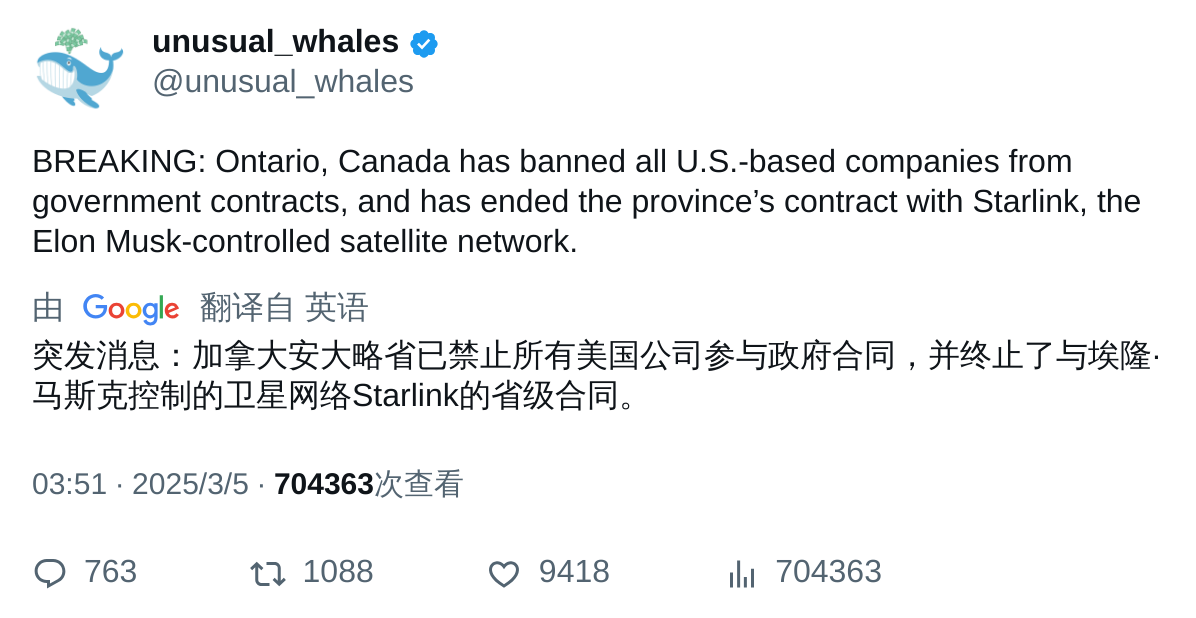 unusual_whales
@unusual_whales
BREAKING: Ontario, Canada has banned all U.S.-based companies from
government contracts, and has ended the province’s contract with Starlink, the
Elon Musk-controlled satellite network.
由 Google 翻译自 英语
突发消息：加拿大安大略省已禁止所有美国公司参与政府合同，并终止了与埃隆·
马斯克控制的卫星网络Starlink的省级合同。
03:51 · 2025/3/5 · 704363次查看
763 1088 9418 704363